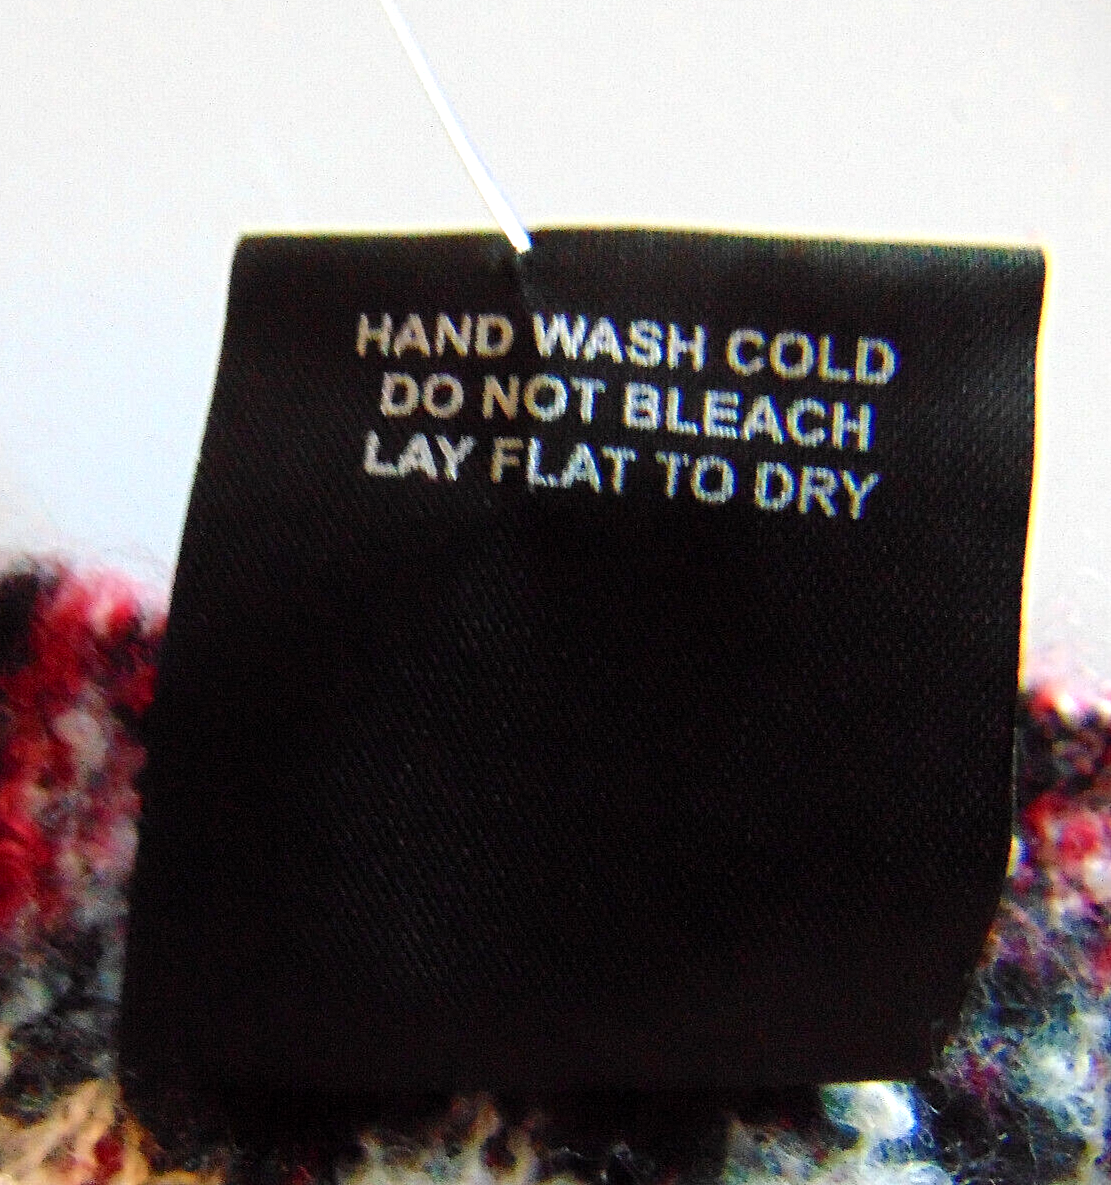 HAND WASH COLD
DO NOT BLEACH
LAY FLAT TO DRY